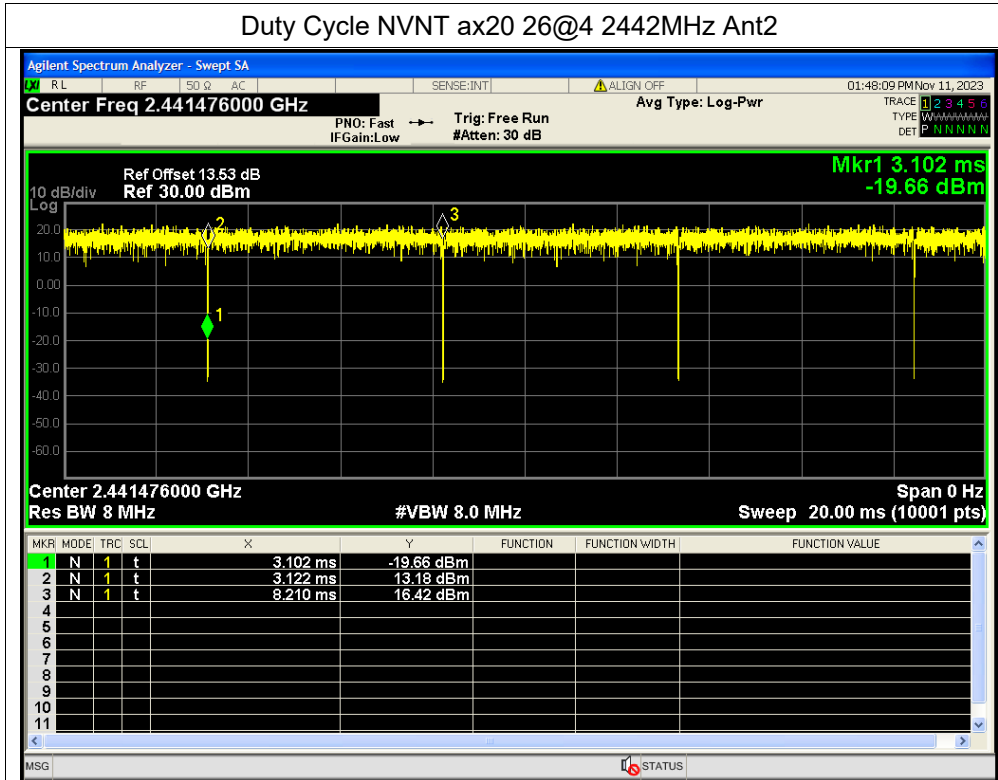 Duty Cycle NVNT ax20 26@4 2442MHz Ant2
Agilent Spectrum Analyzer - Swept SA
LXI RL RF 50 Ω AC SENSE:INT ALIGN OFF 01:48:09 PM Nov 11, 2023
Center Freq 2.441476000 GHz Avg Type: Log-Pwr TRACE 1 2 3 4 5 6
PNO: Fast Trig: Free Run TYPE W
IFGain:Low #Atten: 30 dB DET P N N N N N
Mkr1 3.102 ms
-19.66 dBm
Ref Offset 13.53 dB
10 dB/div Ref 30.00 dBm
Log
20.0
10.0
0.00
-10.0
-20.0
-30.0
-40.0
-50.0
-60.0
2
3
1
Center 2.441476000 GHz Span 0 Hz
Res BW 8 MHz #VBW 8.0 MHz Sweep 20.00 ms (10001 pts)
MKR MODE TRC SCL X Y FUNCTION FUNCTION WIDTH FUNCTION VALUE
1 N 1 t 3.102 ms -19.66 dBm
2 N 1 t 3.122 ms 13.18 dBm
3 N 1 t 8.210 ms 16.42 dBm
4
5
6
7
8
9
10
11
MSG STATUS